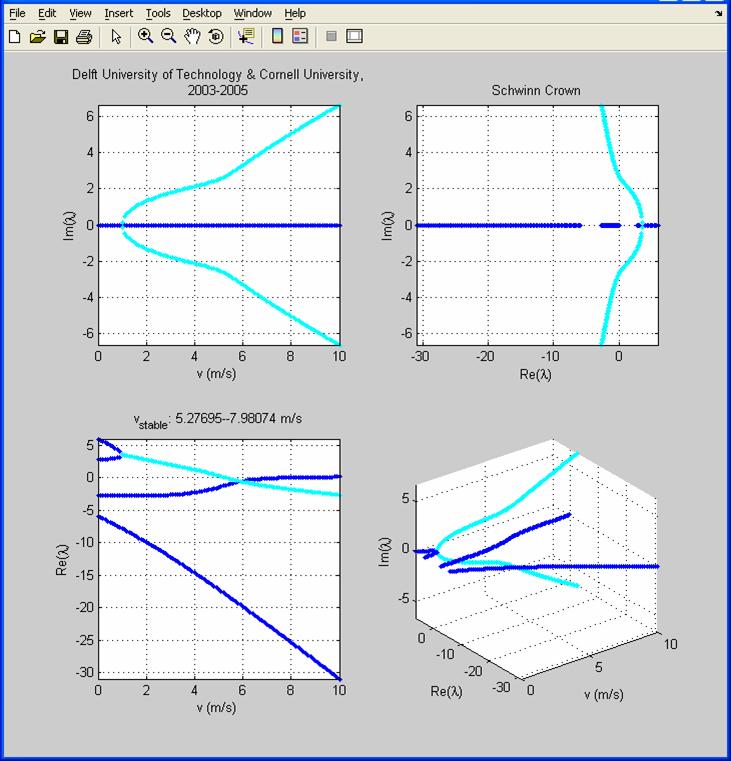 File Edit View Insert Tools Desktop Window Help
Delft University of Technology & Cornell University,
2003-2005
6
4
2
0
-2
-4
-6
Im(λ)
0 2 4 6 8 10
v (m/s)
Schwinn Crown
6
4
2
0
-2
-4
-6
Im(λ)
-30 -20 -10 0
Re(λ)
v_stable: 5.27695--7.98074 m/s
5
0
-5
-10
-15
-20
-25
-30
Re(λ)
0 2 4 6 8 10
v (m/s)
5
0
-5
Im(λ)
0
-10
-20
-30
Re(λ)
0
5
10
v (m/s)